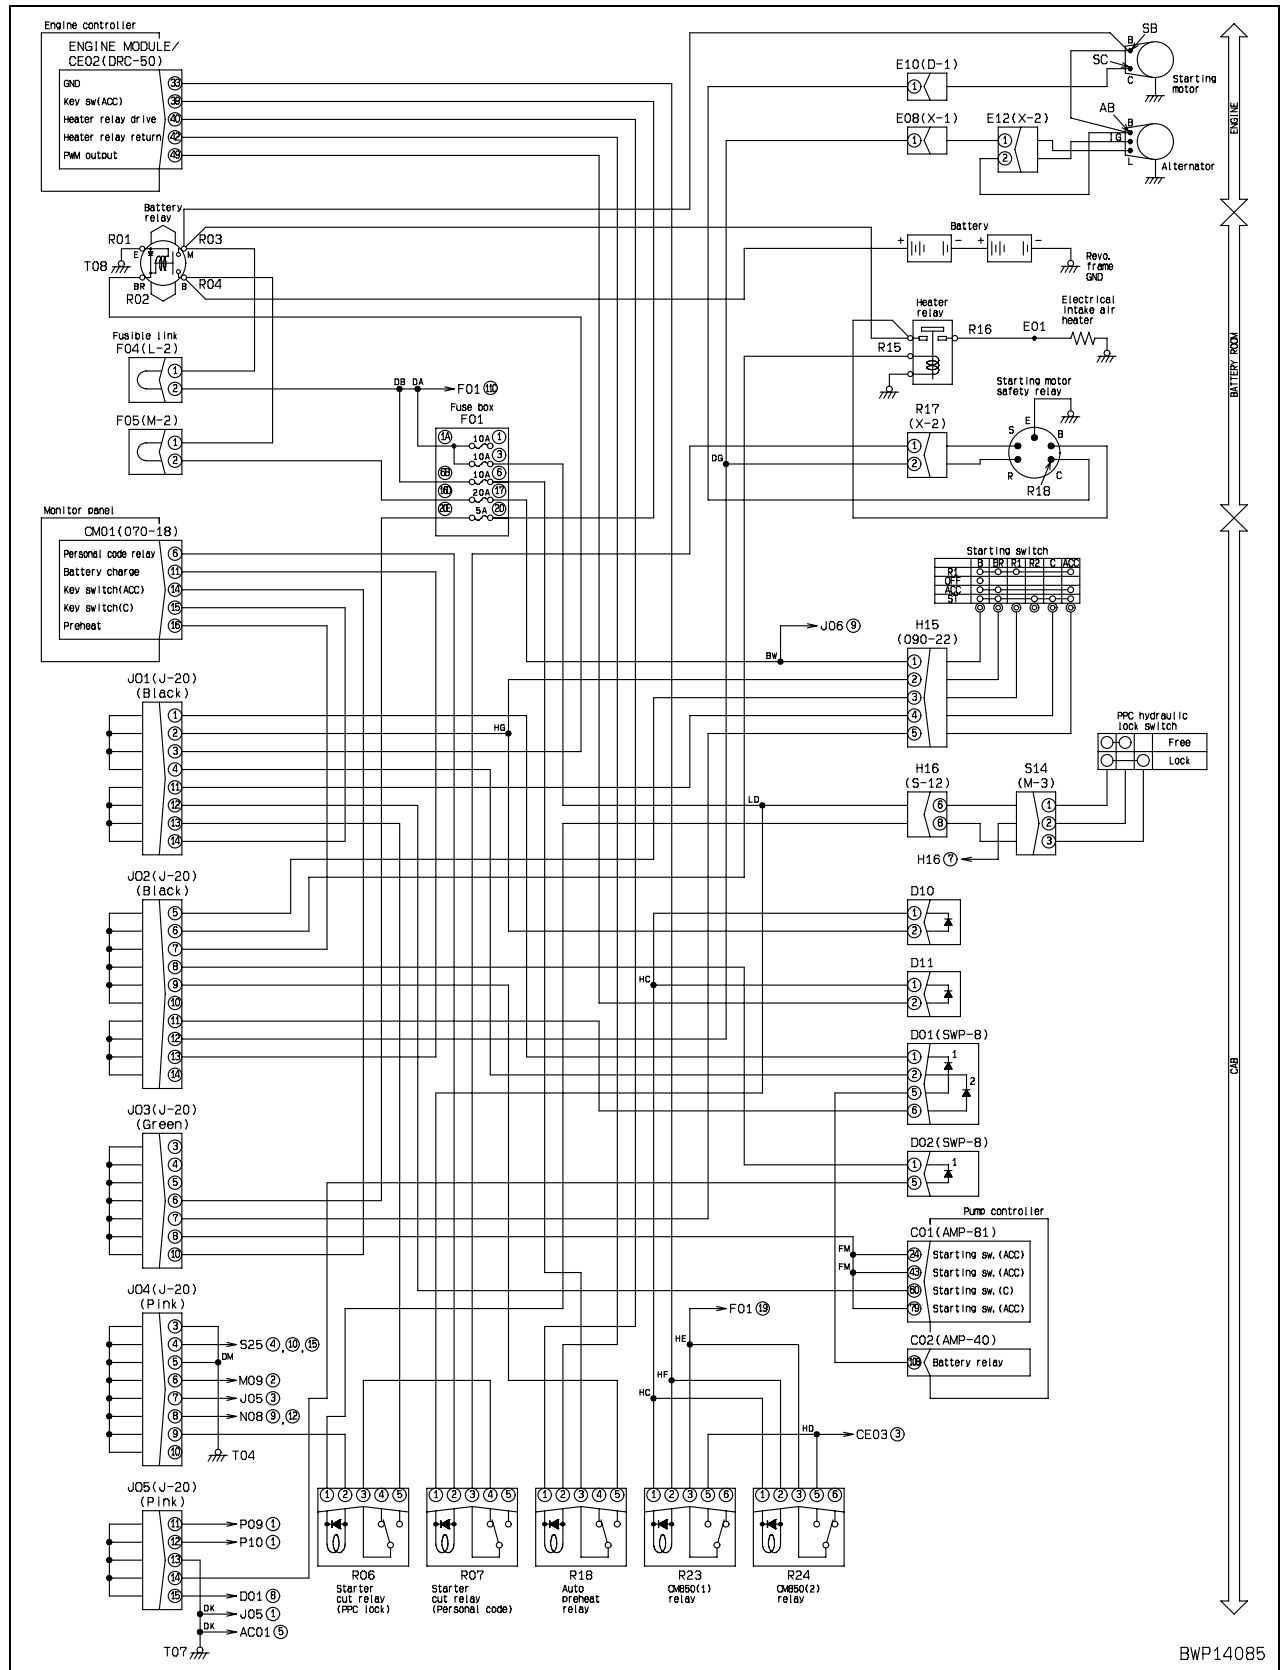 Engine controller
ENGINE MODULE/
CE02(DRC-50)
GND 33
Key sw(ACC) 39
Heater relay drive 40
Heater relay return 42
PWM output 49
SB
B
SC
C
Starting
motor
E10(D-1)
1
E08(X-1)
1
E12(X-2)
1
2
AB
B
IG
L
Alternator
ENGINE
Battery
relay
R01
E
R03
M
T08
BR
R02
B
R04
Battery
+ - + -
Revo.
frame
GND
Heater
relay
Electrical
intake air
heater
R16
E01
R15
Fusible link
F04(L-2)
1
2
DB DA
F01 110
Fuse box
F01
1A 10A 1
10A 3
6B 10A 6
20A 17
5A 20
F05(M-2)
1
2
Starting motor
safety relay
R17
(X-2)
1
2
DG
S
E
B
R
C
R18
BATTERY ROOM
Monitor panel
CM01(070-18)
Personal code relay 6
Battery charge 11
Key switch(ACC) 14
Key switch(C) 15
Preheat 16
Starting switch
B BR R1 R2 C ACC
R1
OFF
ACC
ST
J06 9
BW
H15
(090-22)
1
2
3
4
5
J01(J-20)
(Black)
1
2
3
4
11
12
13
14
HG
PPC hydraulic
lock switch
Free
Lock
H16
(S-12)
6
8
S14
(M-3)
1
2
3
LD
H16 7
J02(J-20)
(Black)
5
6
7
8
9
10
11
12
13
14
D10
1
2
D11
1
2
HC
D01(SWP-8)
1
2
5
6
1
2
CAB
J03(J-20)
(Green)
3
4
5
6
7
8
10
D02(SWP-8)
1
5
1
Pump controller
C01(AMP-81)
FM
24 Starting sw.(ACC)
FM
43 Starting sw.(ACC)
60 Starting sw.(C)
79 Starting sw.(ACC)
C02(AMP-40)
108 Battery relay
J04(J-20)
(Pink)
3
4 S25 4,10,15
5 DM
6 M09 2
7 J05 3
8 N08 9,12
9
10
T04
F01 19
HE
HF
HC
HD
CE03 3
J05(J-20)
(Pink)
11 P09 1
12 P10 1
13
14
15 D01 8
DK J05 1
DK AC01 5
T07
1 2 3 4 5
R06
Starter
cut relay
(PPC lock)
1 2 3 4 5
R07
Starter
cut relay
(Personal code)
1 2 3 4 5
R18
Auto
preheat
relay
1 2 3 5 6
R23
CM850(1)
relay
1 2 3 5 6
R24
CM850(2)
relay
BWP14085